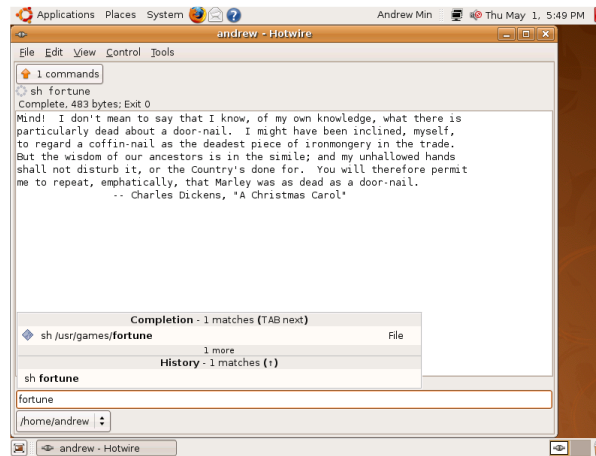 Applications Places System Andrew Min Thu May 1, 5:49 PM
andrew - Hotwire
File Edit View Control Tools
1 commands
sh fortune
Complete, 483 bytes; Exit 0
Mind! I don't mean to say that I know, of my own knowledge, what there is
particularly dead about a door-nail. I might have been inclined, myself,
to regard a coffin-nail as the deadest piece of ironmongery in the trade.
But the wisdom of our ancestors is in the simile; and my unhallowed hands
shall not disturb it, or the Country's done for. You will therefore permit
me to repeat, emphatically, that Marley was as dead as a door-nail.
-- Charles Dickens, "A Christmas Carol"
Completion - 1 matches (TAB next)
sh /usr/games/fortune File
1 more
History - 1 matches (↑)
sh fortune
fortune
/home/andrew
andrew - Hotwire